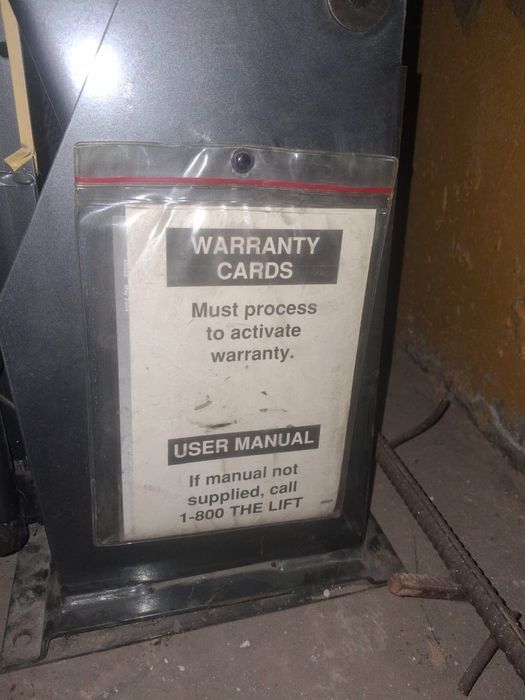 WARRANTY
CARDS
Must process
to activate
warranty.
USER MANUAL
If manual not
supplied, call
1-800 THE LIFT